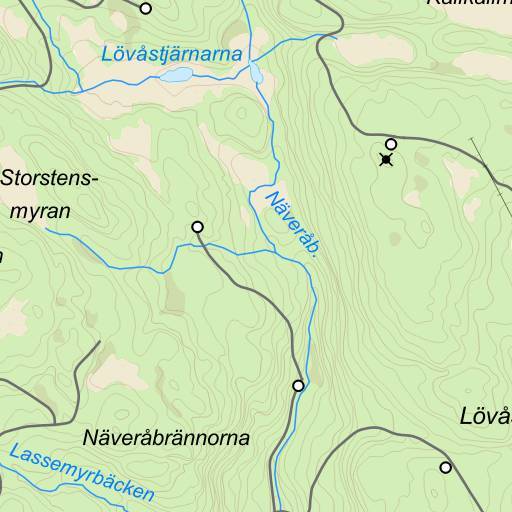 Lövåstjärnarna
Storstens-
myran
Näveråb.
Näveråbrännorna
Lassemyrbäcken